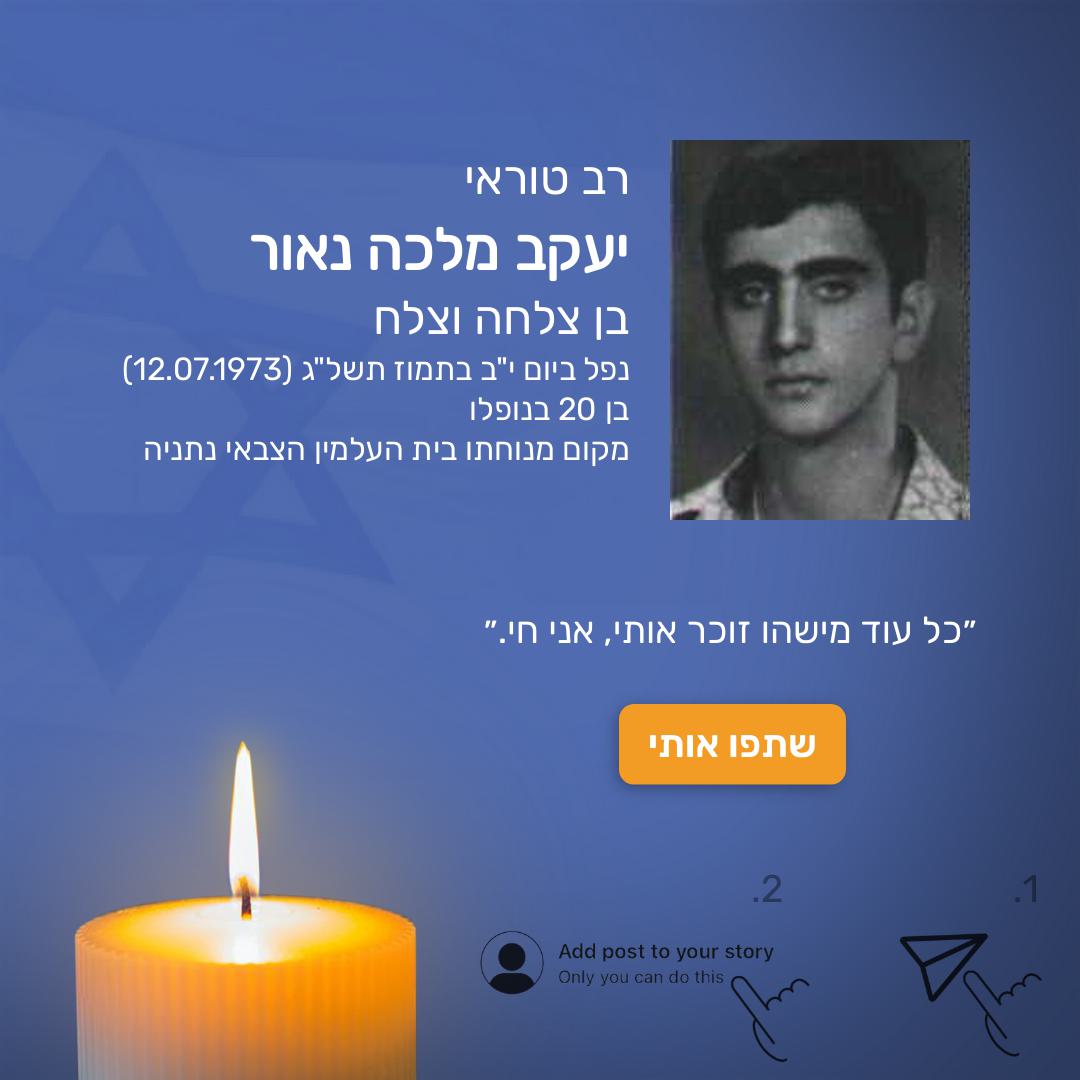 רב טוראי
יעקב מלכה נאור
בן צלחה וצלח
נפל ביום י"ב בתמוז תשל"ג (12.07.1973)
בן 20 בנופלו
מקום מנוחתו בית העלמין הצבאי נתניה
״כל עוד מישהו זוכר אותי, אני חי.״
שתפו אותי
1.
2.
Add post to your story
Only you can do this